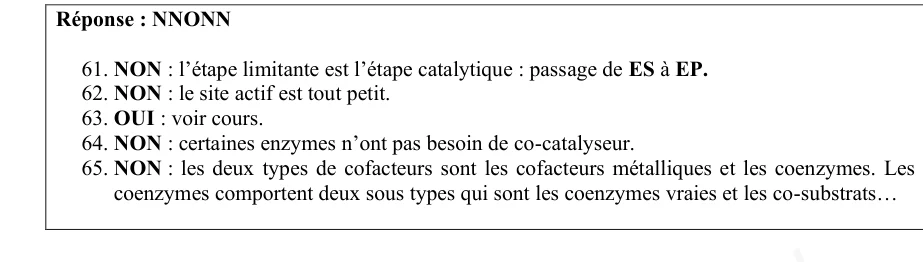 Réponse : NNONN
61. NON : l’étape limitante est l’étape catalytique : passage de ES à EP.
62. NON : le site actif est tout petit.
63. OUI : voir cours.
64. NON : certaines enzymes n’ont pas besoin de co-catalyseur.
65. NON : les deux types de cofacteurs sont les cofacteurs métalliques et les coenzymes. Les
coenzymes comportent deux sous types qui sont les coenzymes vraies et les co-substrats…